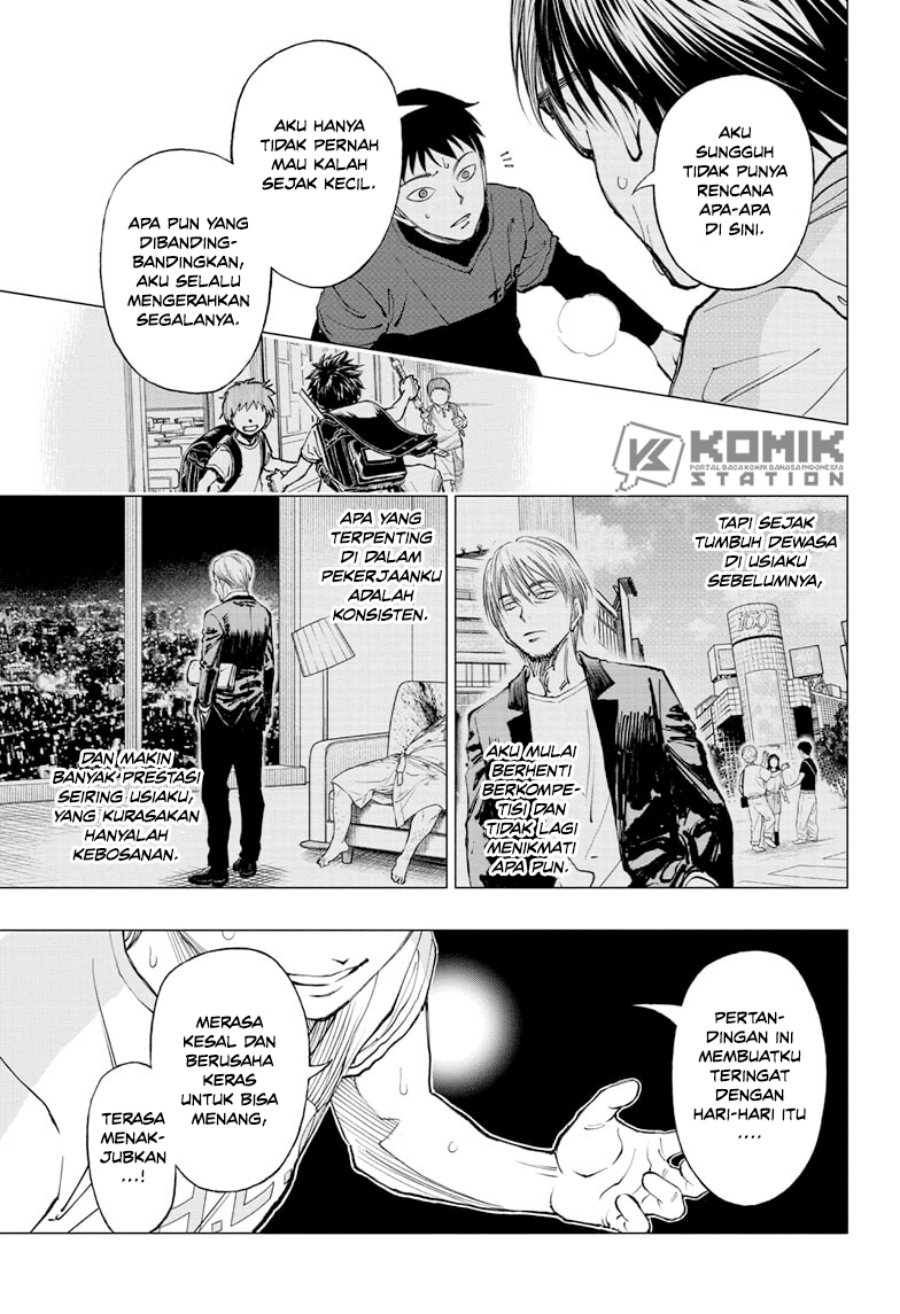 AKU
SUNGGUH
TIDAK PUNYA
RENCANA
APA-APA
DI SINI.
AKU HANYA
TIDAK PERNAH
MAU KALAH
SEJAK KECIL.
APA PUN YANG
DIBANDING-
BANDINGKAN,
AKU SELALU
MENGERAHKAN
SEGALANYA.
KOMIK
PORTAL BACA KOMIK BAHASA INDONESIA
STATION
TAPI SEJAK
TUMBUH DEWASA
DI USIAKU
SEBELUMNYA,
109
AKU MULAI
BERHENTI
BERKOMPE-
TISI DAN
TIDAK LAGI
MENIKMATI
APA PUN.
APA YANG
TERPENTING
DI DALAM
PEKERJAANKU
ADALAH
KONSISTEN.
DAN MAKIN
BANYAK PRESTASI
SEIRING USIAKU,
YANG KURASAKAN
HANYALAH
KEBOSANAN.
PERTAN-
DINGAN INI
MEMBUATKU
TERINGAT
DENGAN
HARI-HARI ITU
....
MERASA
KESAL DAN
BERUSAHA
KERAS
UNTUK BISA
MENANG,
TERASA
MENAK-
JUBKAN
...!